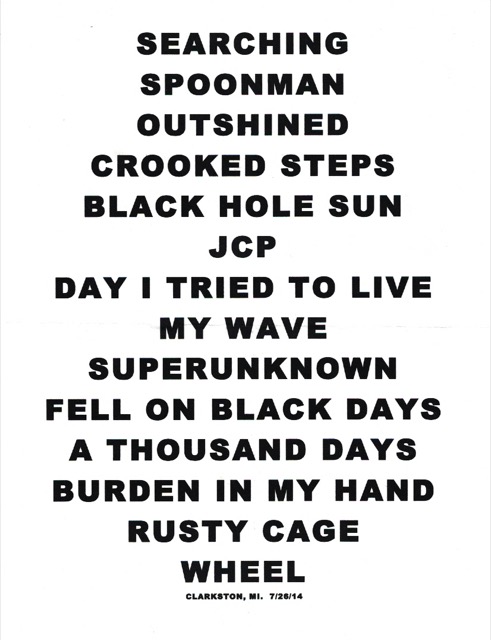 SEARCHING
SPOONMAN
OUTSHINED
CROOKED STEPS
BLACK HOLE SUN
JCP
DAY I TRIED TO LIVE
MY WAVE
SUPERUNKNOWN
FELL ON BLACK DAYS
A THOUSAND DAYS
BURDEN IN MY HAND
RUSTY CAGE
WHEEL
CLARKSTON, MI. 7/26/14